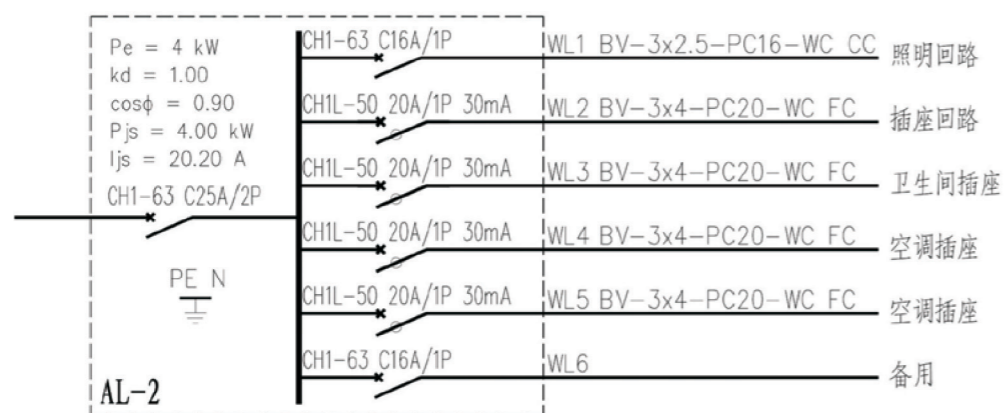 Pe = 4 kW
kd = 1.00
cosϕ = 0.90
Pjs = 4.00 kW
Ijs = 20.20 A
CH1-63 C25A/2P
PE N
AL-2
CH1-63 C16A/1P WL1 BV-3x2.5-PC16-WC CC 照明回路
CH1L-50 20A/1P 30mA WL2 BV-3x4-PC20-WC FC 插座回路
CH1L-50 20A/1P 30mA WL3 BV-3x4-PC20-WC FC 卫生间插座
CH1L-50 20A/1P 30mA WL4 BV-3x4-PC20-WC FC 空调插座
CH1L-50 20A/1P 30mA WL5 BV-3x4-PC20-WC FC 空调插座
CH1-63 C16A/1P WL6 备用